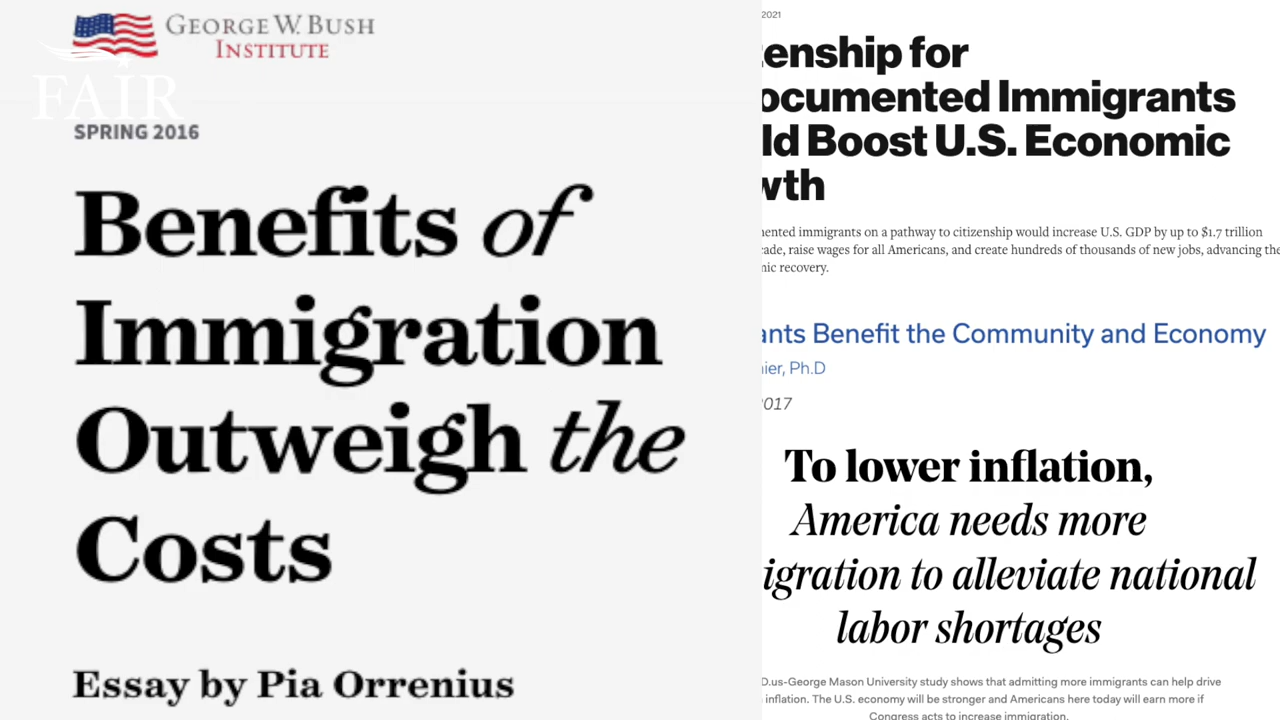 GEORGE W. BUSH
INSTITUTE
FAIR
SPRING 2016
Benefits of
Immigration
Outweigh the
Costs
Essay by Pia Orrenius
2021
enship for
ocumented Immigrants
ld Boost U.S. Economic
wth
ented immigrants on a pathway to citizenship would increase U.S. GDP by up to $1.7 trillion
cade, raise wages for all Americans, and create hundreds of thousands of new jobs, advancing the
nic recovery.
ants Benefit the Community and Economy
nier, Ph.D
2017
To lower inflation,
America needs more
igration to alleviate national
labor shortages
D.us-George Mason University study shows that admitting more immigrants can help drive
inflation. The U.S. economy will be stronger and Americans here today will earn more if
Congress acts to increase immigration.